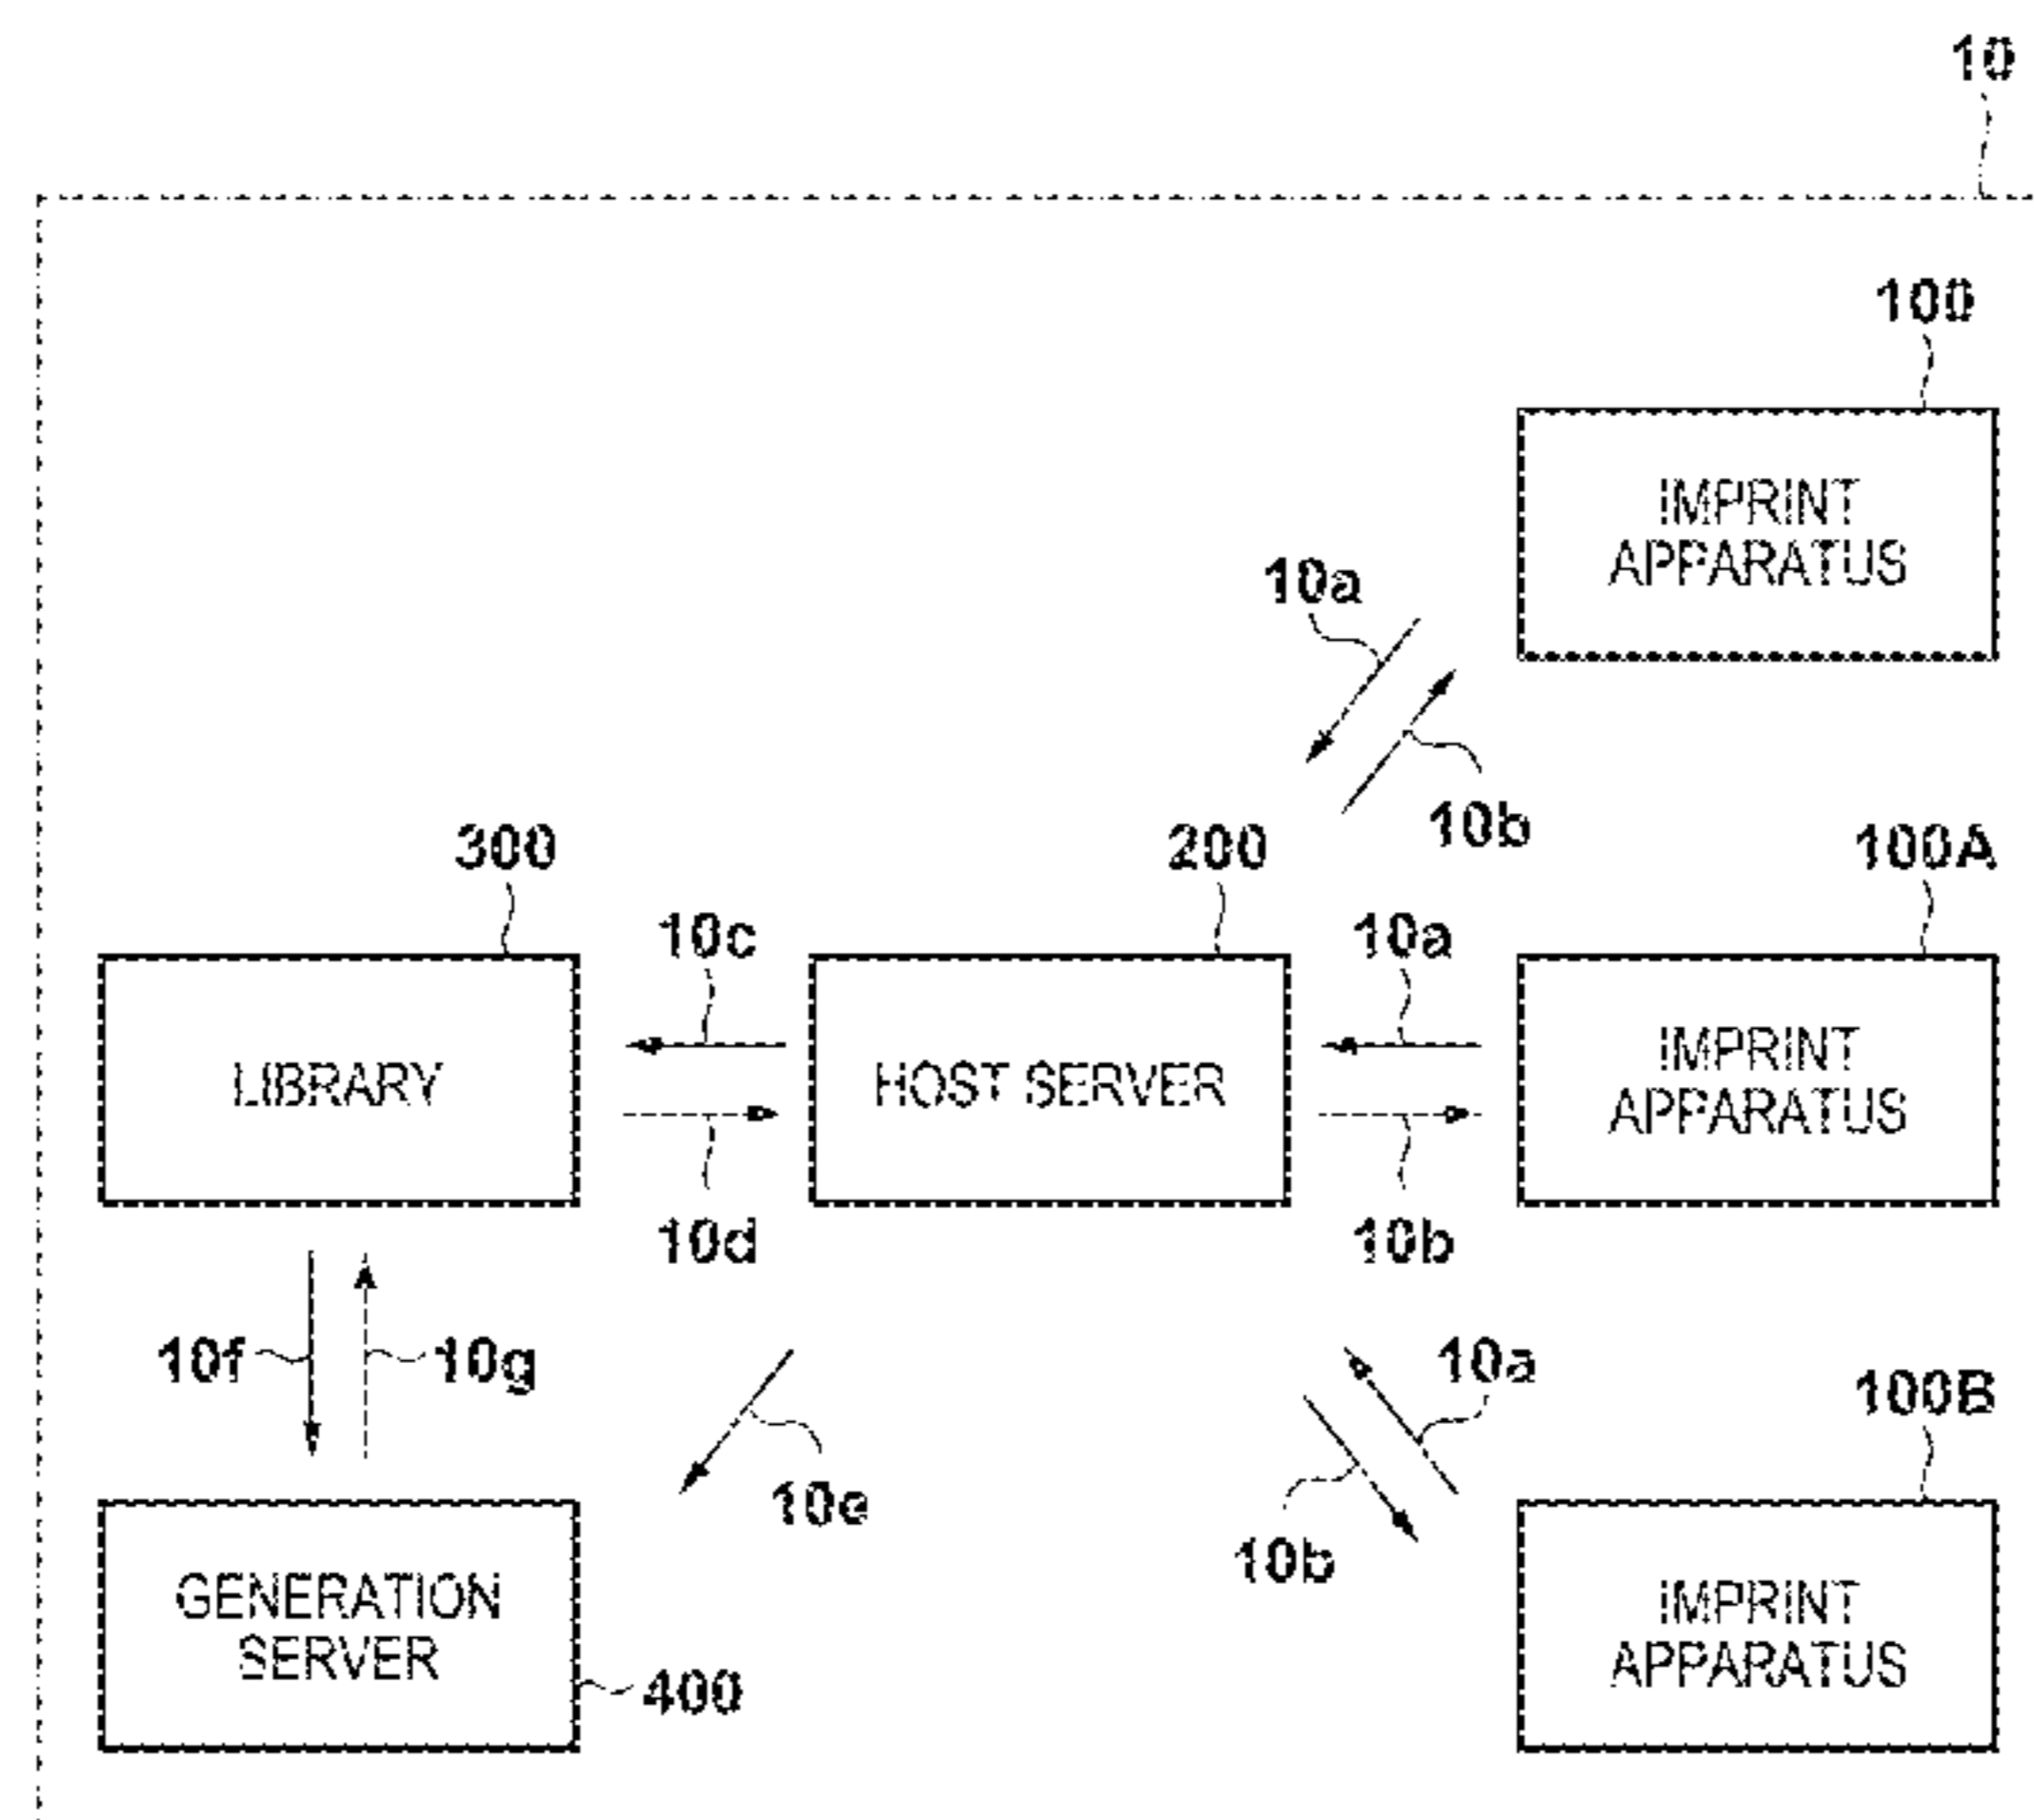 10
100
IMPRINT
APPARATUS
10a
10b
300
200
100A
10c
10a
LIBRARY
HOST SERVER
IMPRINT
APPARATUS
10d
10b
10f
10g
10e
10a
10b
100B
GENERATION
SERVER
400
IMPRINT
APPARATUS